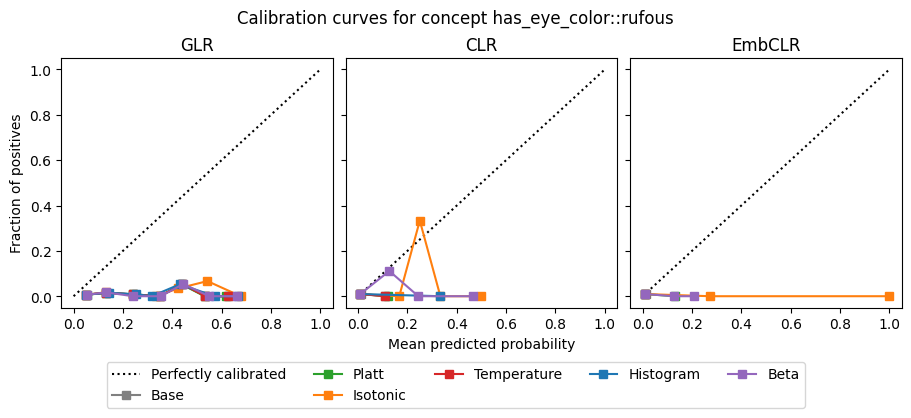 Calibration curves for concept has_eye_color::rufous
GLR
CLR
EmbCLR
1.0
0.8
0.6
0.4
0.2
0.0
Fraction of positives
0.0 0.2 0.4 0.6 0.8 1.0
0.0 0.2 0.4 0.6 0.8 1.0
0.0 0.2 0.4 0.6 0.8 1.0
Mean predicted probability
Perfectly calibrated
Base
Platt
Isotonic
Temperature
Histogram
Beta